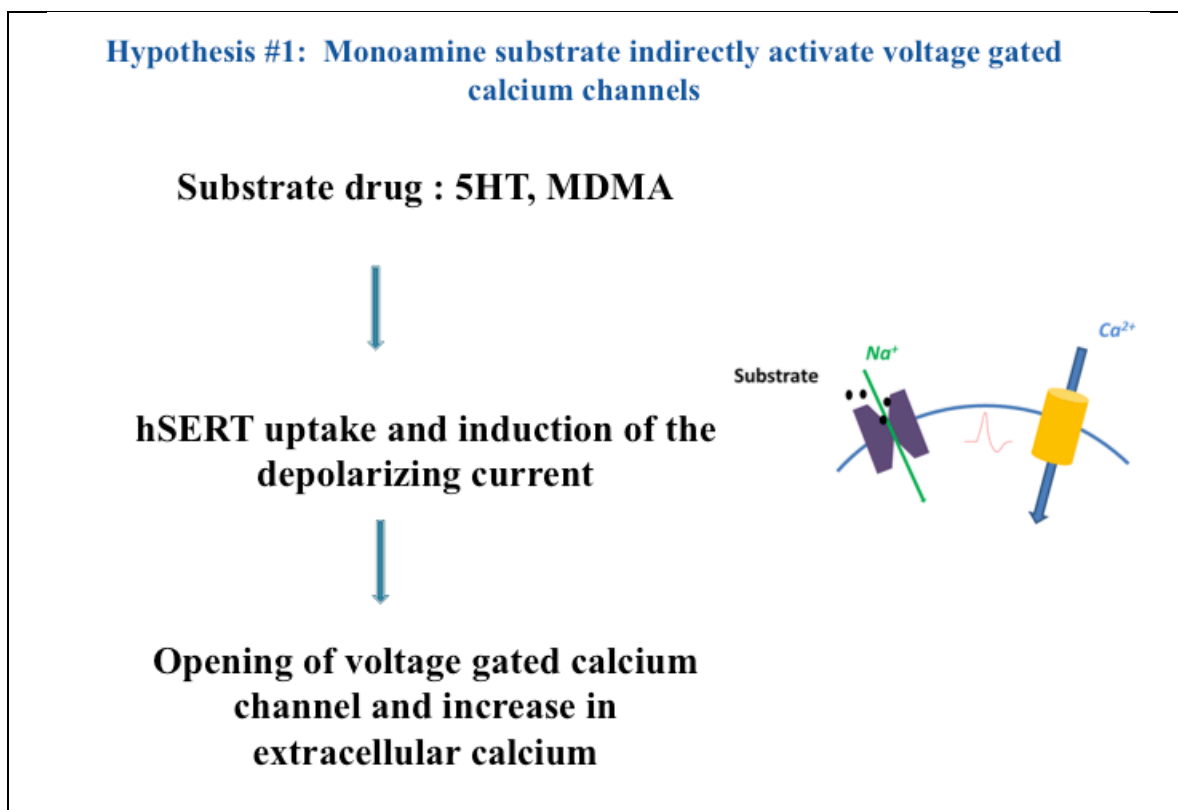 Hypothesis #1: Monoamine substrate indirectly activate voltage gated
calcium channels
Substrate drug : 5HT, MDMA
hSERT uptake and induction of the
depolarizing current
Opening of voltage gated calcium
channel and increase in
extracellular calcium
Substrate
Na⁺
Ca²⁺